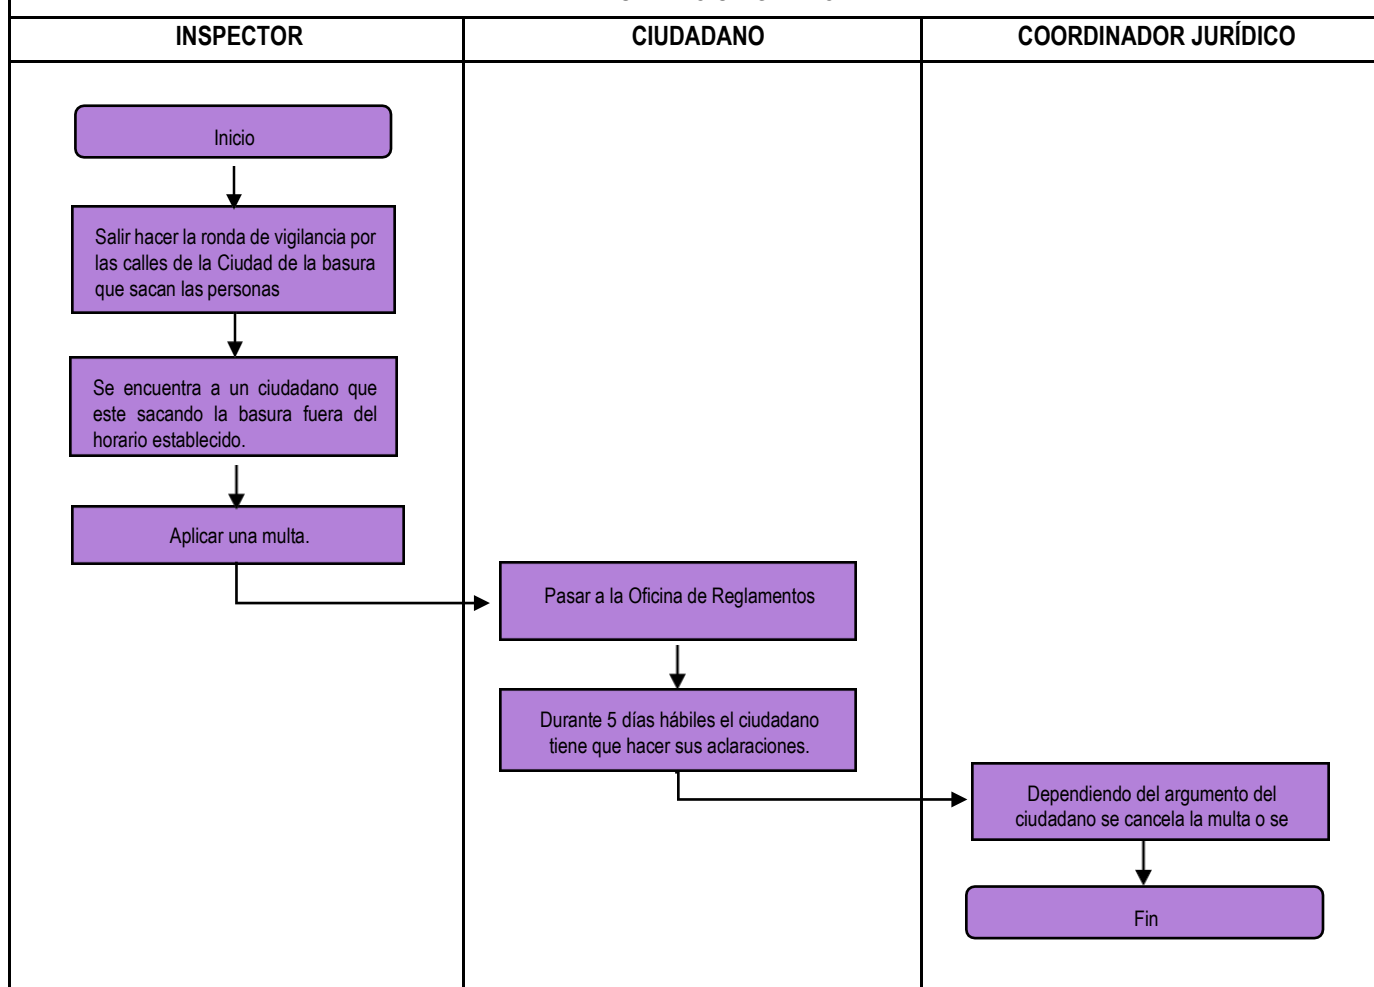 INSPECTOR
CIUDADANO
COORDINADOR JURÍDICO
Inicio
Salir hacer la ronda de vigilancia por
las calles de la Ciudad de la basura
que sacan las personas
Se encuentra a un ciudadano que
este sacando la basura fuera del
horario establecido.
Aplicar una multa.
Pasar a la Oficina de Reglamentos
Durante 5 días hábiles el ciudadano
tiene que hacer sus aclaraciones.
Dependiendo del argumento del
ciudadano se cancela la multa o se
Fin